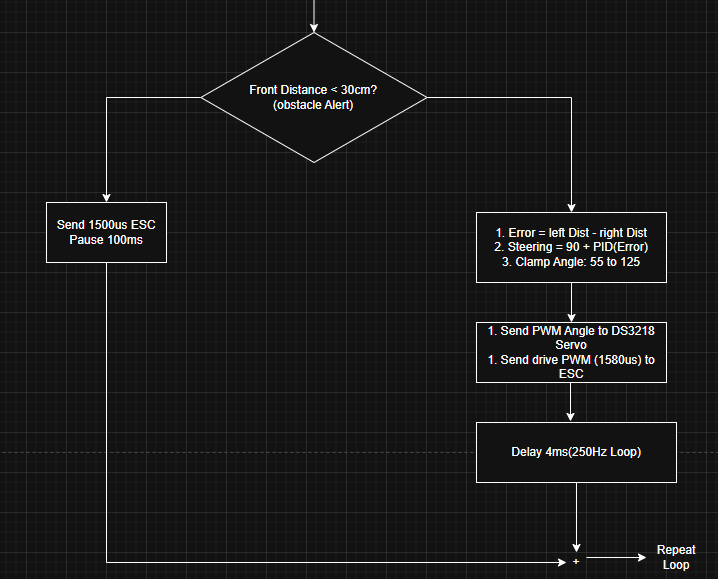 Front Distance < 30cm?
(obstacle Alert)
Send 1500us ESC
Pause 100ms
1. Error = left Dist - right Dist
2. Steering = 90 + PID(Error)
3. Clamp Angle: 55 to 125
1. Send PWM Angle to DS3218
Servo
1. Send drive PWM (1580us) to
ESC
Delay 4ms(250Hz Loop)
+
Repeat
Loop